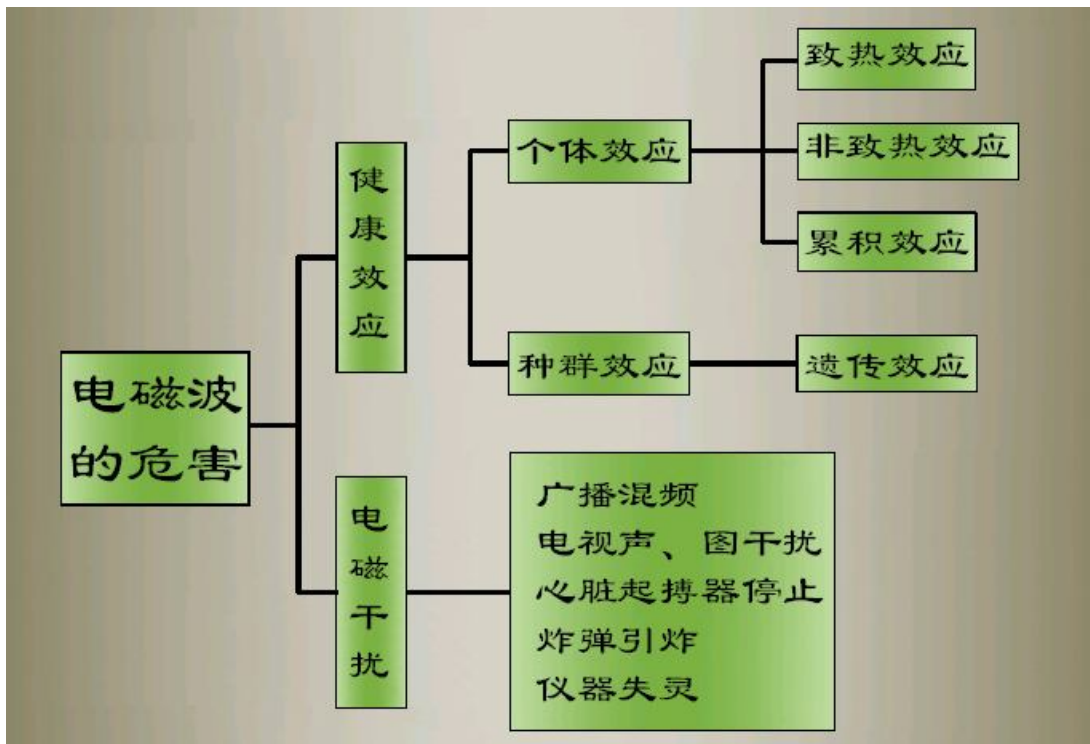 电磁波
的危害
健康效应
个体效应
致热效应
非致热效应
累积效应
种群效应
遗传效应
电磁干扰
广播混频
电视声、图干扰
心脏起搏器停止
炸弹引炸
仪器失灵